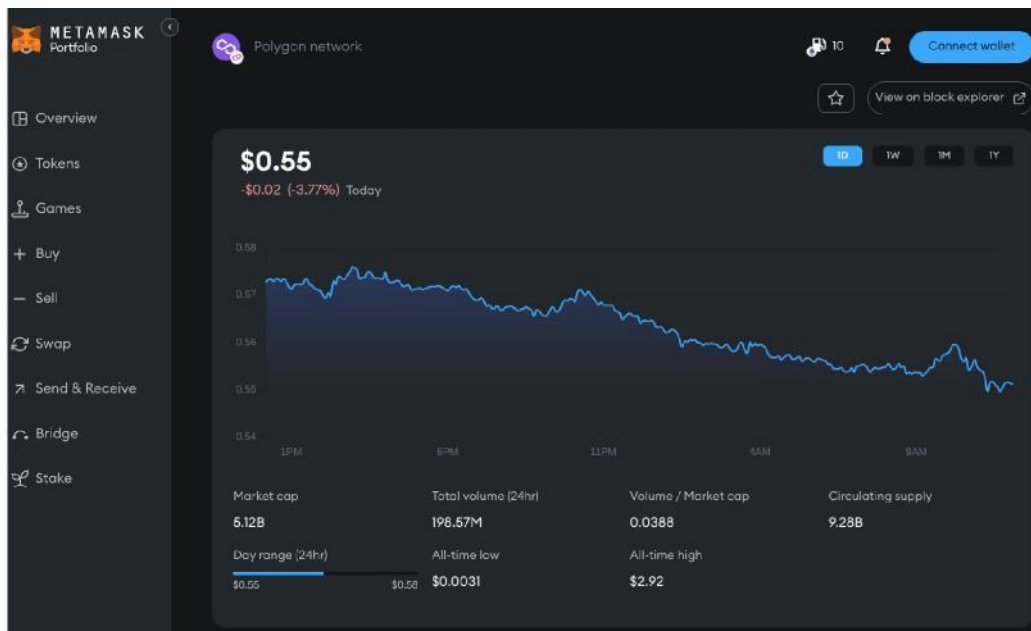 METAMASK
Portfolio
Overview
Tokens
Games
Buy
Sell
Swap
Send & Receive
Bridge
Stake
Polygon network
10
Connect wallet
View on block explorer
$0.55
-$0.02 (-3.77%) Today
1D 1W 1M 1Y
0.58
0.57
0.56
0.55
0.54
1PM 6PM 11PM 4AM 9AM
Market cap Total volume (24hr) Volume / Market cap Circulating supply
5.12B 198.57M 0.0388 9.28B
Day range (24hr) All-time low All-time high
$0.55 $0.58 $0.0031 $2.92